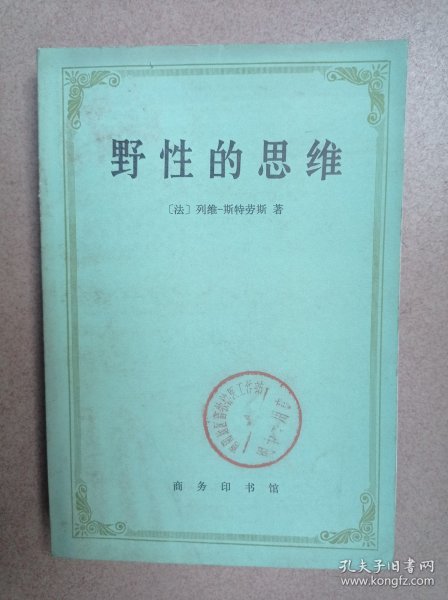 野性的思维
〔法〕列维-斯特劳斯 著
商务印书馆
孔夫子旧书网
www.kongfz.com